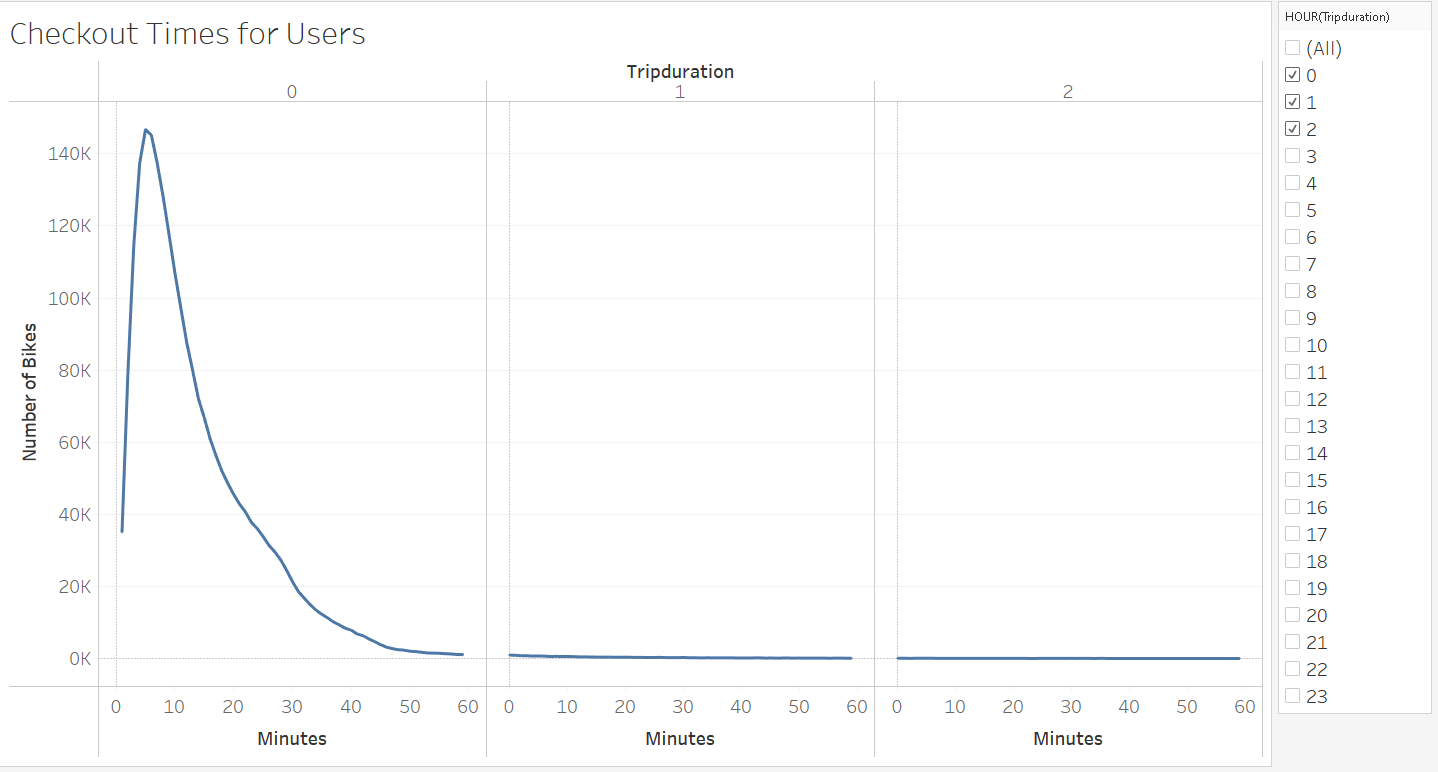 Checkout Times for Users
Tripduration
0 1 2
140K
120K
100K
80K
60K
40K
20K
0K
Number of Bikes
0 10 20 30 40 50 60 0 10 20 30 40 50 60 0 10 20 30 40 50 60
Minutes Minutes Minutes
HOUR(Tripduration)
(All)
0
1
2
3
4
5
6
7
8
9
10
11
12
13
14
15
16
17
18
19
20
21
22
23